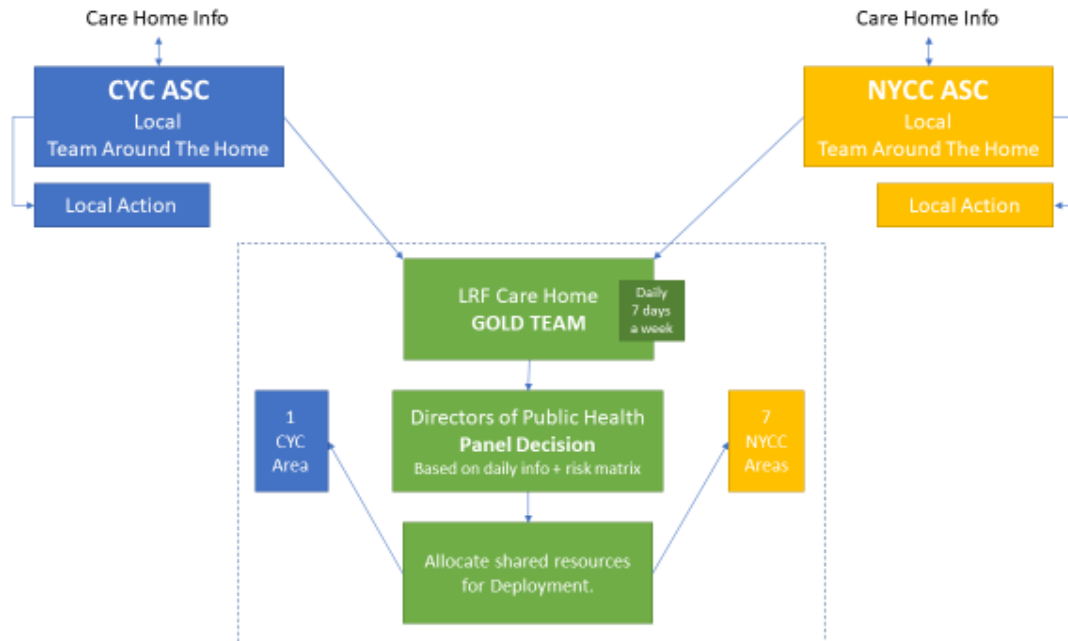 Care Home Info
CYC ASC
Local
Team Around The Home
Local Action
Care Home Info
NYCC ASC
Local
Team Around The Home
Local Action
LRF Care Home
GOLD TEAM
Daily
7 days
a week
Directors of Public Health
Panel Decision
Based on daily info + risk matrix
1
CYC
Area
7
NYCC
Areas
Allocate shared resources
for Deployment.